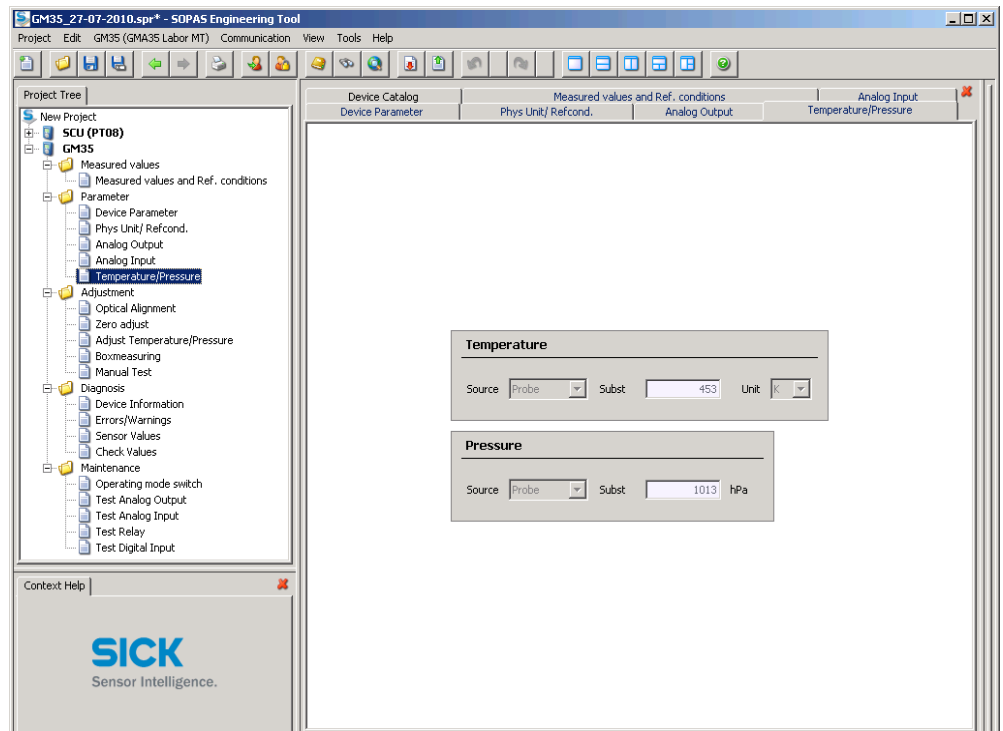 GM35_27-07-2010.spr* - SOPAS Engineering Tool
Project Edit GM35 (GMA35 Labor MT) Communication View Tools Help
Project Tree
New Project
SCU (PT08)
GM35
Measured values
Measured values and Ref. conditions
Parameter
Device Parameter
Phys Unit/ Refcond.
Analog Output
Analog Input
Temperature/Pressure
Adjustment
Optical Alignment
Zero adjust
Adjust Temperature/Pressure
Boxmeasuring
Manual Test
Diagnosis
Device Information
Errors/Warnings
Sensor Values
Check Values
Maintenance
Operating mode switch
Test Analog Output
Test Analog Input
Test Relay
Test Digital Input
Context Help
SICK
Sensor Intelligence.
Device Catalog Measured values and Ref. conditions Analog Input
Device Parameter Phys Unit/ Refcond. Analog Output Temperature/Pressure
Temperature
Source Probe Subst 453 Unit K
Pressure
Source Probe Subst 1013 hPa